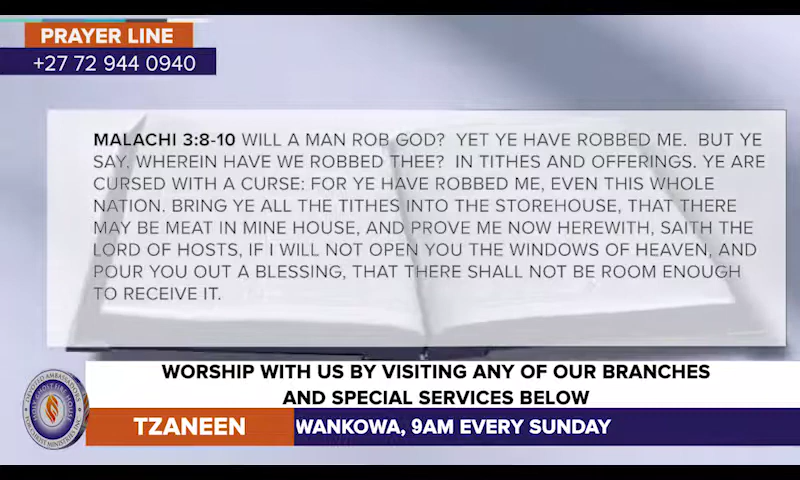 PRAYER LINE
+27 72 944 0940
MALACHI 3:8-10 WILL A MAN ROB GOD? YET YE HAVE ROBBED ME. BUT YE
SAY, WHEREIN HAVE WE ROBBED THEE? IN TITHES AND OFFERINGS. YE ARE
CURSED WITH A CURSE: FOR YE HAVE ROBBED ME, EVEN THIS WHOLE
NATION. BRING YE ALL THE TITHES INTO THE STOREHOUSE, THAT THERE
MAY BE MEAT IN MINE HOUSE, AND PROVE ME NOW HEREWITH, SAITH THE
LORD OF HOSTS, IF I WILL NOT OPEN YOU THE WINDOWS OF HEAVEN, AND
POUR YOU OUT A BLESSING, THAT THERE SHALL NOT BE ROOM ENOUGH
TO RECEIVE IT.
WORSHIP WITH US BY VISITING ANY OF OUR BRANCHES
AND SPECIAL SERVICES BELOW
TZANEEN
WANKOWA, 9AM EVERY SUNDAY
HOLY GHOST FIRE HOUSE